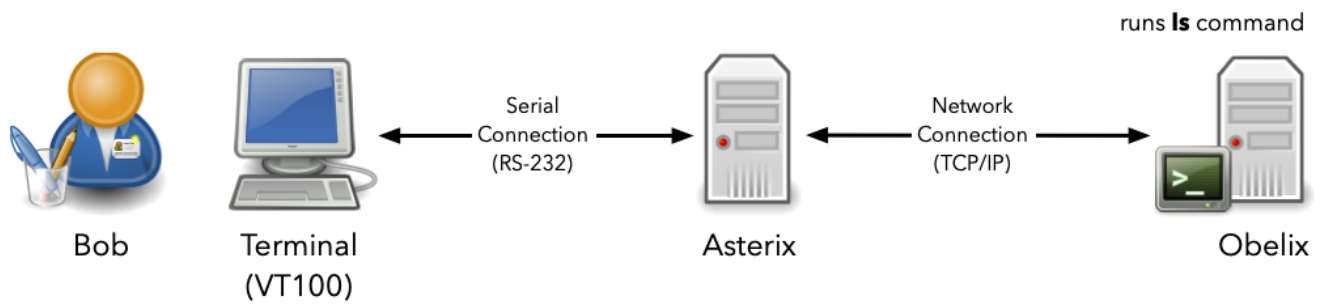 runs ls command
Serial
Connection
(RS-232)
Network
Connection
(TCP/IP)
>_
Bob
Terminal
(VT100)
Asterix
Obelix